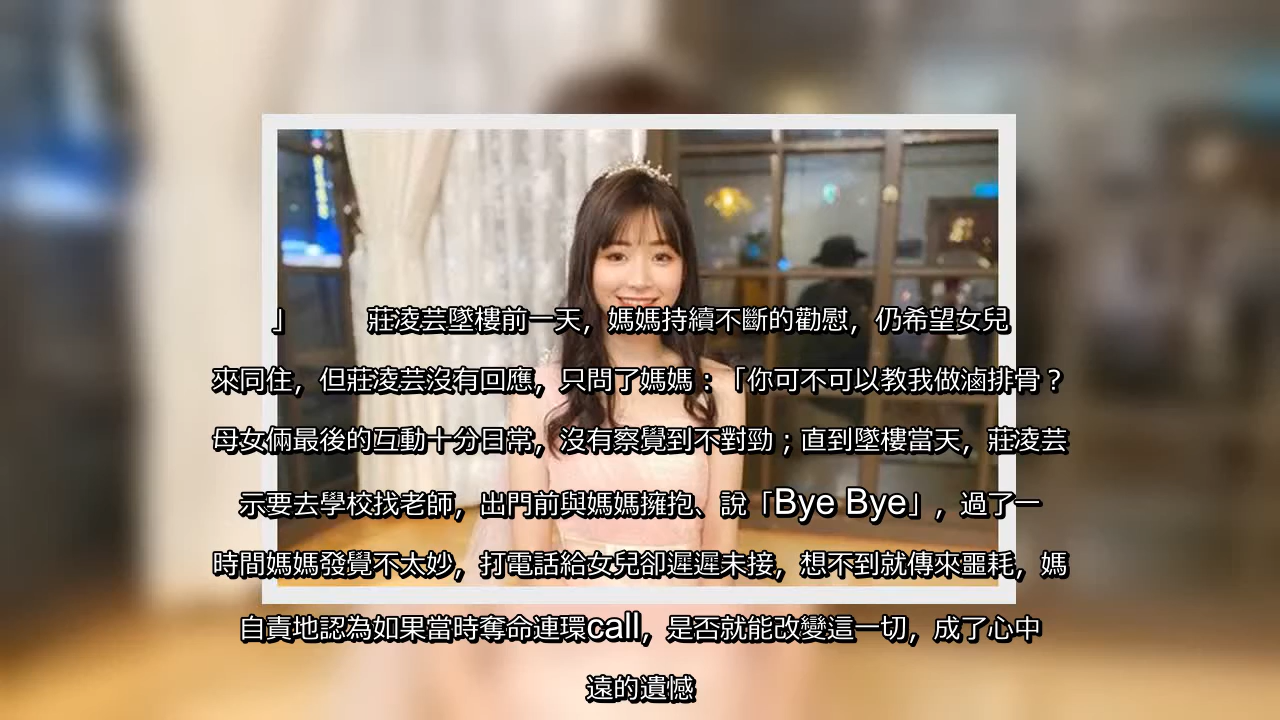 」 莊凌芸墜樓前一天，媽媽持續不斷的勸慰，仍希望女兒
來同住，但莊凌芸沒有回應，只問了媽媽：「你可不可以教我做滷排骨？
母女倆最後的互動十分日常，沒有察覺到不對勁；直到墜樓當天，莊凌芸
示要去學校找老師，出門前與媽媽擁抱、說「Bye Bye」，過了一
時間媽媽發覺不太妙，打電話給女兒卻遲遲未接，想不到就傳來噩耗，媽
自責地認為如果當時奪命連環call，是否就能改變這一切，成了心中
遠的遺憾